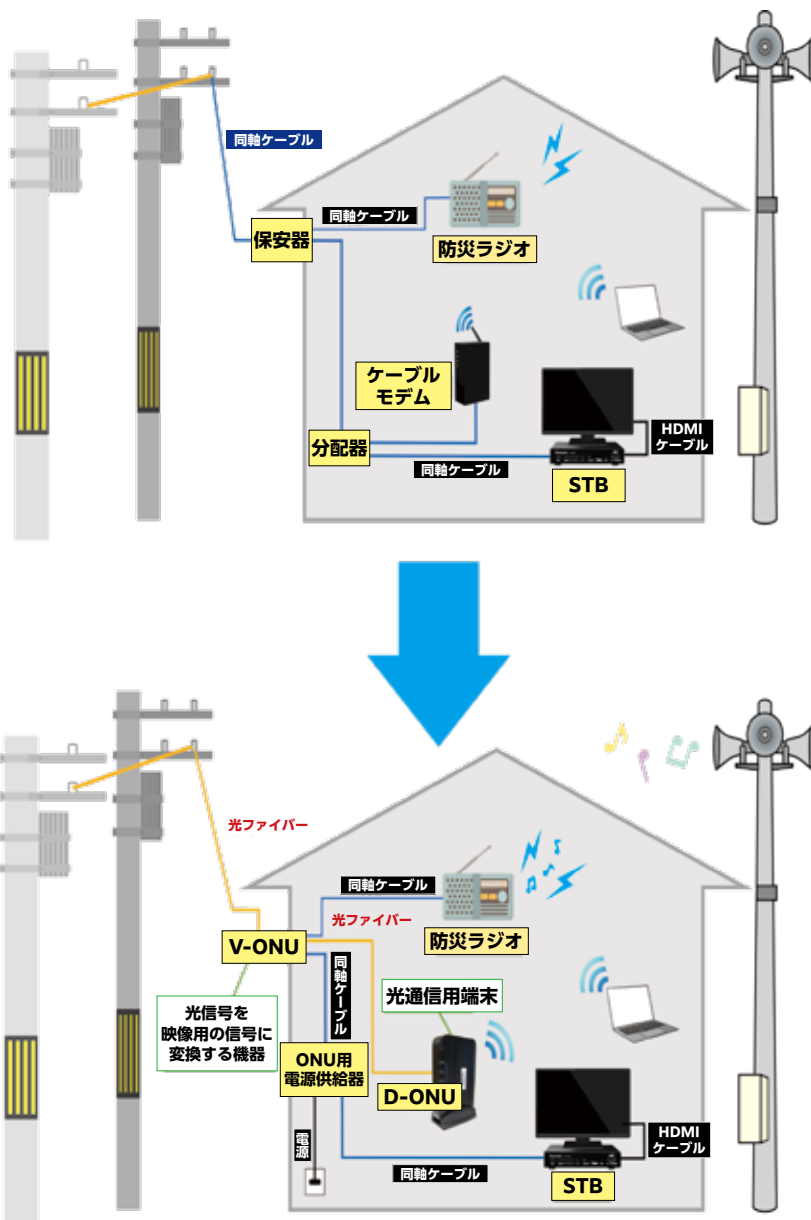 同軸ケーブル
同軸ケーブル
保安器
防災ラジオ
ケーブル
モデム
HDMI
ケーブル
分配器
同軸ケーブル
STB
光ファイバー
同軸ケーブル
光ファイバー
V-ONU
防災ラジオ
同軸ケーブル
光通信用端末
光信号を
映像用の信号に
変換する機器
ONU用
電源供給器
D-ONU
電源
HDMI
ケーブル
同軸ケーブル
STB